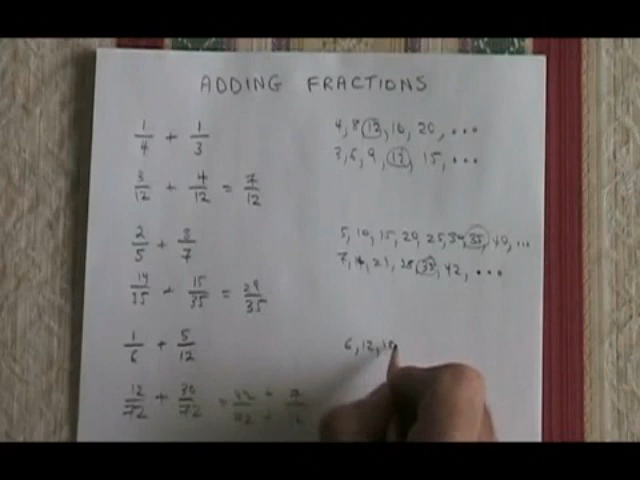 ADDING FRACTIONS
1/4 + 1/3
4, 8, 12, 16, 20, ...
3, 6, 9, 12, 15, ...
3/12 + 4/12 = 7/12
2/5 + 3/7
5, 10, 15, 20, 25, 30, 35, 40, ...
7, 14, 21, 28, 35, 42, ...
14/35 + 15/35 = 29/35
1/6 + 5/12
6, 12, 18
12/72 + 30/72 =